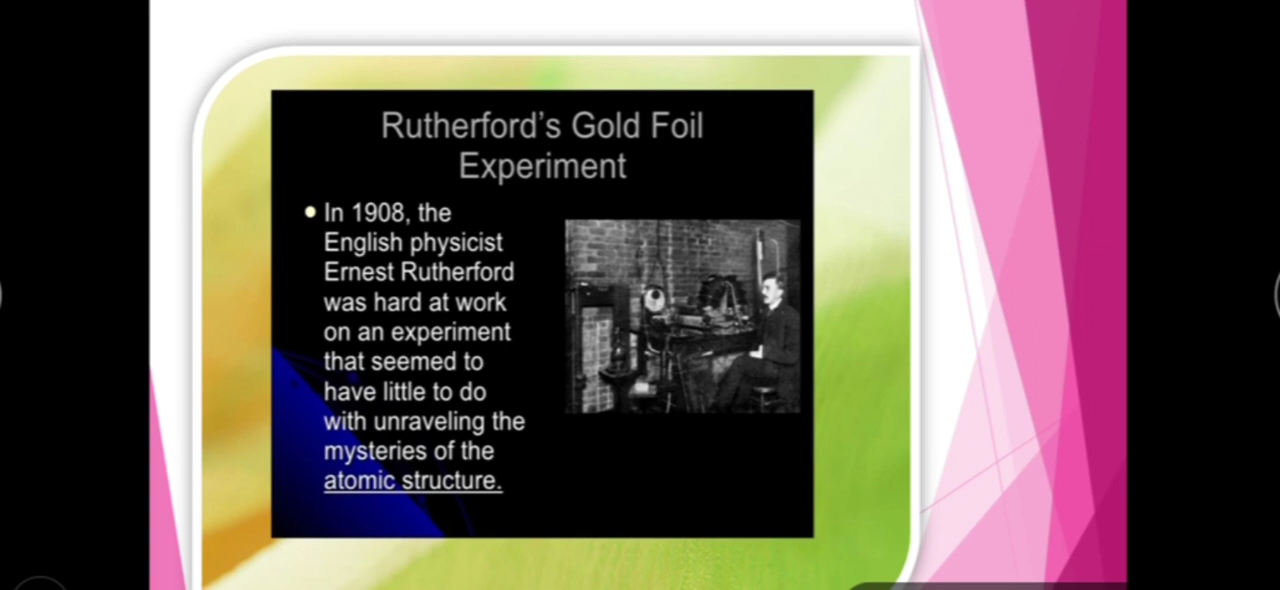 Rutherford's Gold Foil
Experiment
In 1908, the
English physicist
Ernest Rutherford
was hard at work
on an experiment
that seemed to
have little to do
with unraveling the
mysteries of the
atomic structure.